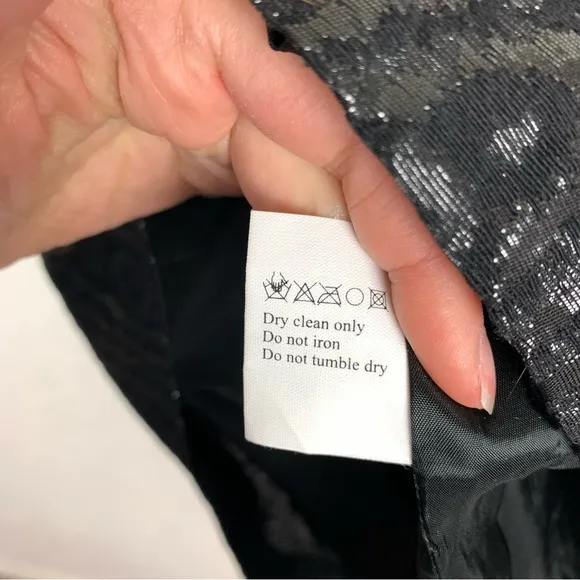 Dry clean only
Do not iron
Do not tumble dry